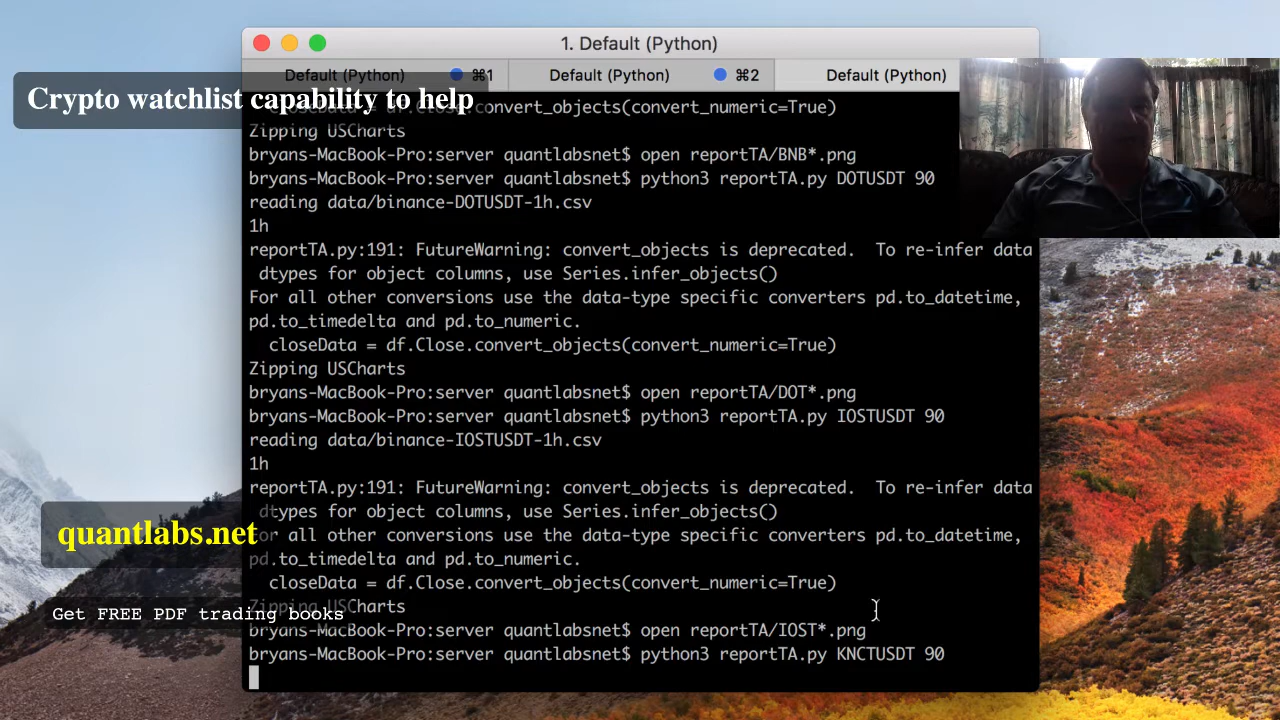 1. Default (Python)
Default (Python) ⌘1 Default (Python) ⌘2 Default (Python)
Crypto watchlist capability to help
closeData = df.Close.convert_objects(convert_numeric=True)
Zipping USCharts
bryans-MacBook-Pro:server quantlabsnet$ open reportTA/BNB*.png
bryans-MacBook-Pro:server quantlabsnet$ python3 reportTA.py DOTUSDT 90
reading data/binance-DOTUSDT-1h.csv
1h
reportTA.py:191: FutureWarning: convert_objects is deprecated.  To re-infer data
 dtypes for object columns, use Series.infer_objects()
For all other conversions use the data-type specific converters pd.to_datetime,
pd.to_timedelta and pd.to_numeric.
closeData = df.Close.convert_objects(convert_numeric=True)
Zipping USCharts
bryans-MacBook-Pro:server quantlabsnet$ open reportTA/DOT*.png
bryans-MacBook-Pro:server quantlabsnet$ python3 reportTA.py IOSTUSDT 90
reading data/binance-IOSTUSDT-1h.csv
1h
reportTA.py:191: FutureWarning: convert_objects is deprecated.  To re-infer data
 dtypes for object columns, use Series.infer_objects()
quantlabs.net
For all other conversions use the data-type specific converters pd.to_datetime,
pd.to_timedelta and pd.to_numeric.
closeData = df.Close.convert_objects(convert_numeric=True)
Zipping USCharts
Get FREE PDF trading books
bryans-MacBook-Pro:server quantlabsnet$ open reportTA/IOST*.png
bryans-MacBook-Pro:server quantlabsnet$ python3 reportTA.py KNCTUSDT 90